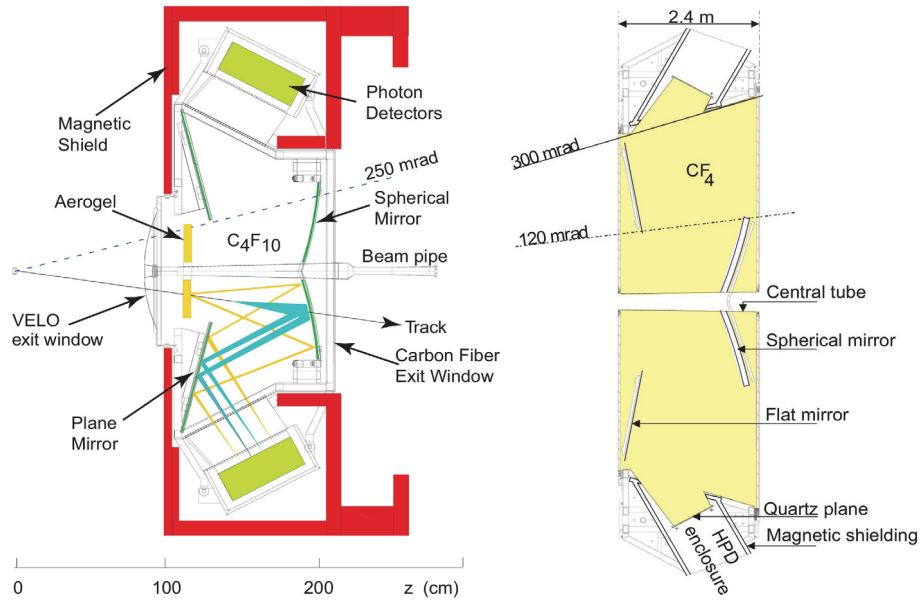 Magnetic
Shield
Aerogel
VELO
exit window
Plane
Mirror
Photon
Detectors
250 mrad
Spherical
Mirror
C4F10
Beam pipe
Track
Carbon Fiber
Exit Window
0
100
200
z (cm)
2.4 m
300 mrad
CF4
120 mrad
Central tube
Spherical mirror
Flat mirror
Quartz plane
Magnetic shielding
HPD
enclosure